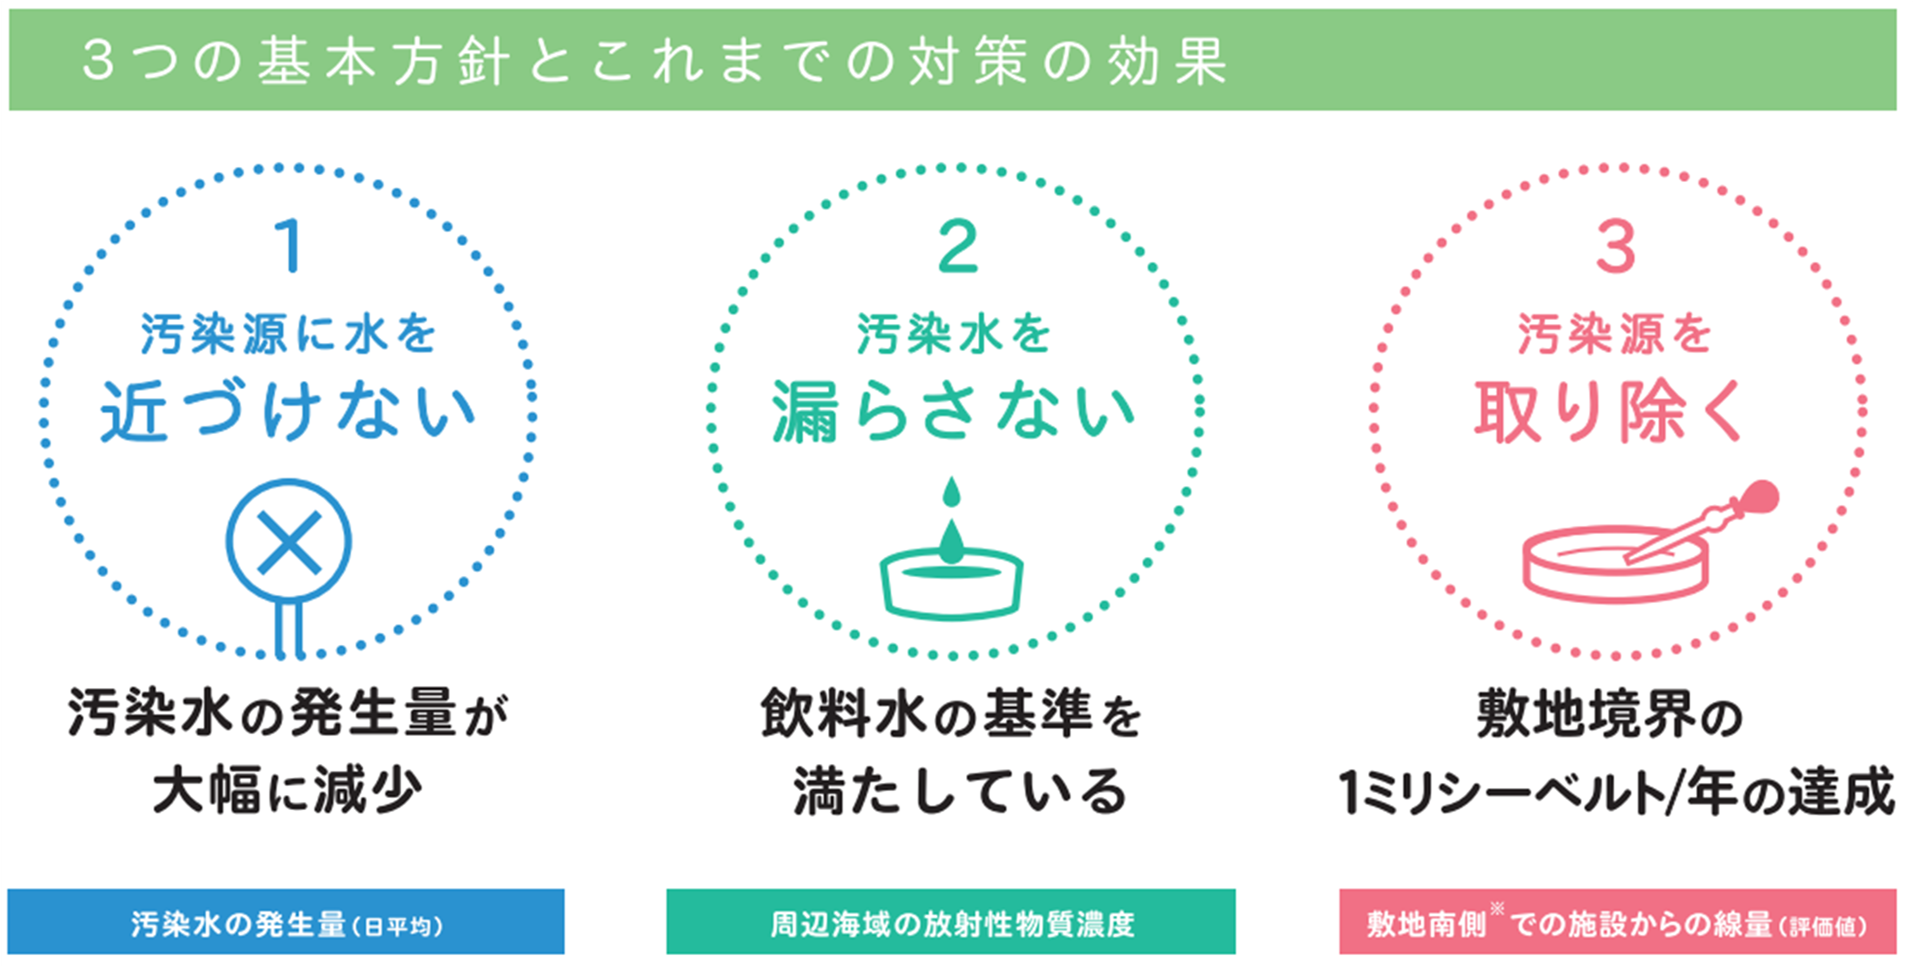 3つの基本方針とこれまでの対策の効果
1
汚染源に水を
近づけない
汚染水の発生量が
大幅に減少
汚染水の発生量（日平均）
2
汚染水を
漏らさない
飲料水の基準を
満たしている
周辺海域の放射性物質濃度
3
汚染源を
取り除く
敷地境界の
1ミリシーベルト/年の達成
敷地南側※での施設からの線量（評価値）